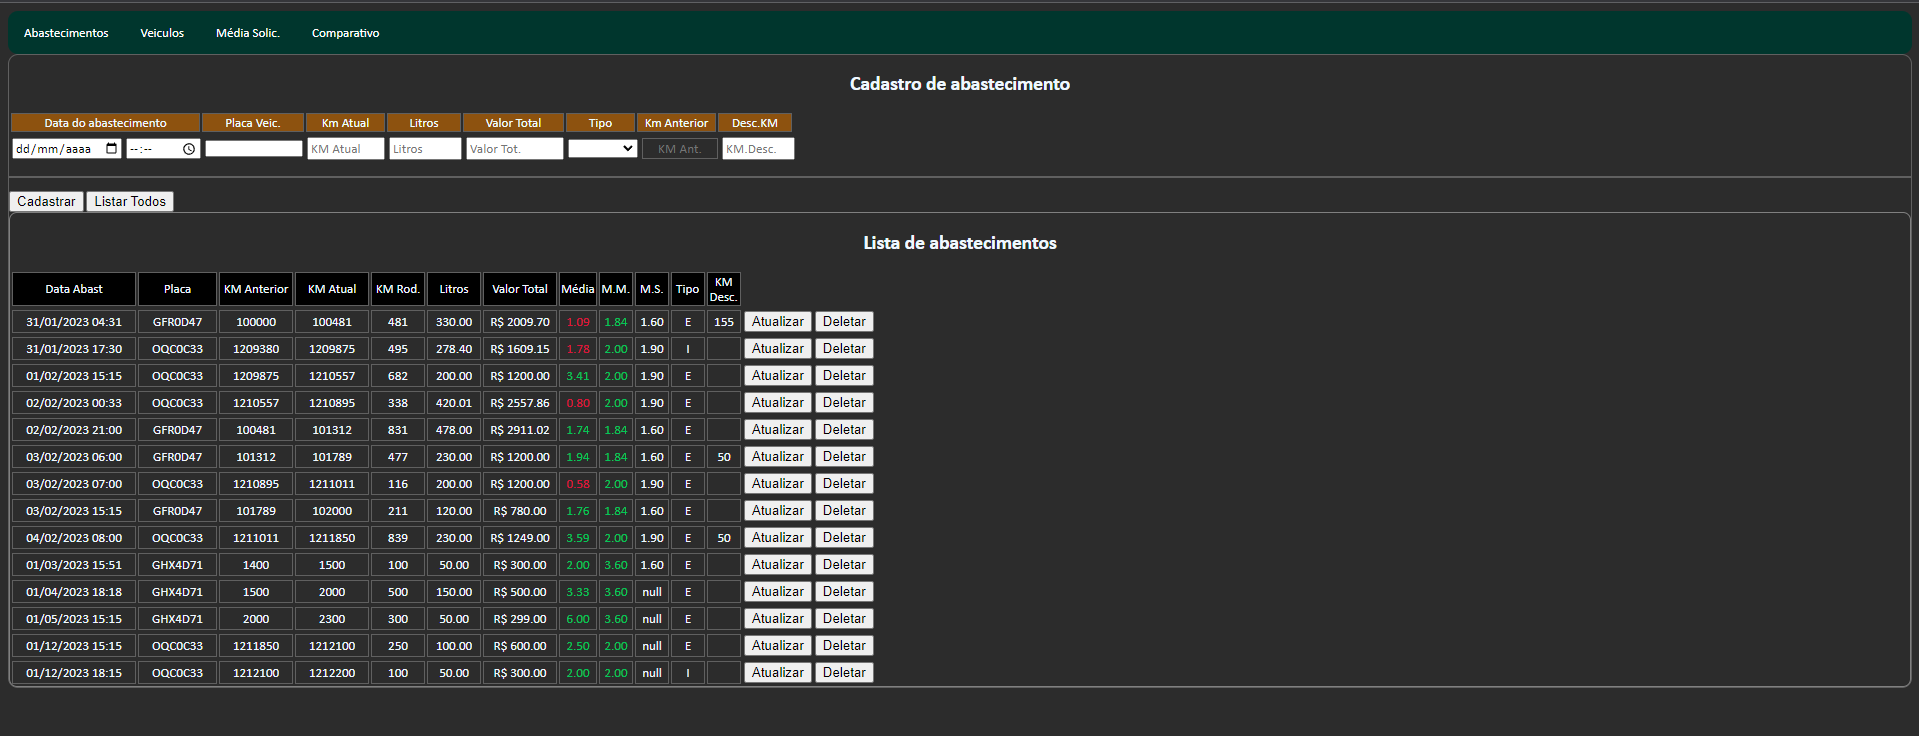 Abastecimentos Veiculos Média Solic. Comparativo
Cadastro de abastecimento
Data do abastecimento Placa Veic. Km Atual Litros Valor Total Tipo Km Anterior Desc.KM
dd/mm/aaaa --:-- KM Atual Litros Valor Tot. KM Ant. KM.Desc.
Cadastrar Listar Todos
Lista de abastecimentos
Data Abast Placa KM Anterior KM Atual KM Rod. Litros Valor Total Média M.M. M.S. Tipo KM Desc.
31/01/2023 04:31 GFR0D47 100000 100481 481 330.00 R$ 2009.70 1.09 1.84 1.60 E 155 Atualizar Deletar
31/01/2023 17:30 OQC0C33 1209380 1209875 495 278.40 R$ 1609.15 1.78 2.00 1.90 I Atualizar Deletar
01/02/2023 15:15 OQC0C33 1209875 1210557 682 200.00 R$ 1200.00 3.41 2.00 1.90 E Atualizar Deletar
02/02/2023 00:33 OQC0C33 1210557 1210895 338 420.01 R$ 2557.86 0.80 2.00 1.90 E Atualizar Deletar
02/02/2023 21:00 GFR0D47 100481 101312 831 478.00 R$ 2911.02 1.74 1.84 1.60 E Atualizar Deletar
03/02/2023 06:00 GFR0D47 101312 101789 477 230.00 R$ 1200.00 1.94 1.84 1.60 E 50 Atualizar Deletar
03/02/2023 07:00 OQC0C33 1210895 1211011 116 200.00 R$ 1200.00 0.58 2.00 1.90 E Atualizar Deletar
03/02/2023 15:15 GFR0D47 101789 102000 211 120.00 R$ 780.00 1.76 1.84 1.60 E Atualizar Deletar
04/02/2023 08:00 OQC0C33 1211011 1211850 839 230.00 R$ 1249.00 3.59 2.00 1.90 E 50 Atualizar Deletar
01/03/2023 15:51 GHX4D71 1400 1500 100 50.00 R$ 300.00 2.00 3.60 1.60 E Atualizar Deletar
01/04/2023 18:18 GHX4D71 1500 2000 500 150.00 R$ 500.00 3.33 3.60 null E Atualizar Deletar
01/05/2023 15:15 GHX4D71 2000 2300 300 50.00 R$ 299.00 6.00 3.60 null E Atualizar Deletar
01/12/2023 15:15 OQC0C33 1211850 1212100 250 100.00 R$ 600.00 2.50 2.00 null E Atualizar Deletar
01/12/2023 18:15 OQC0C33 1212100 1212200 100 50.00 R$ 300.00 2.00 2.00 null I Atualizar Deletar